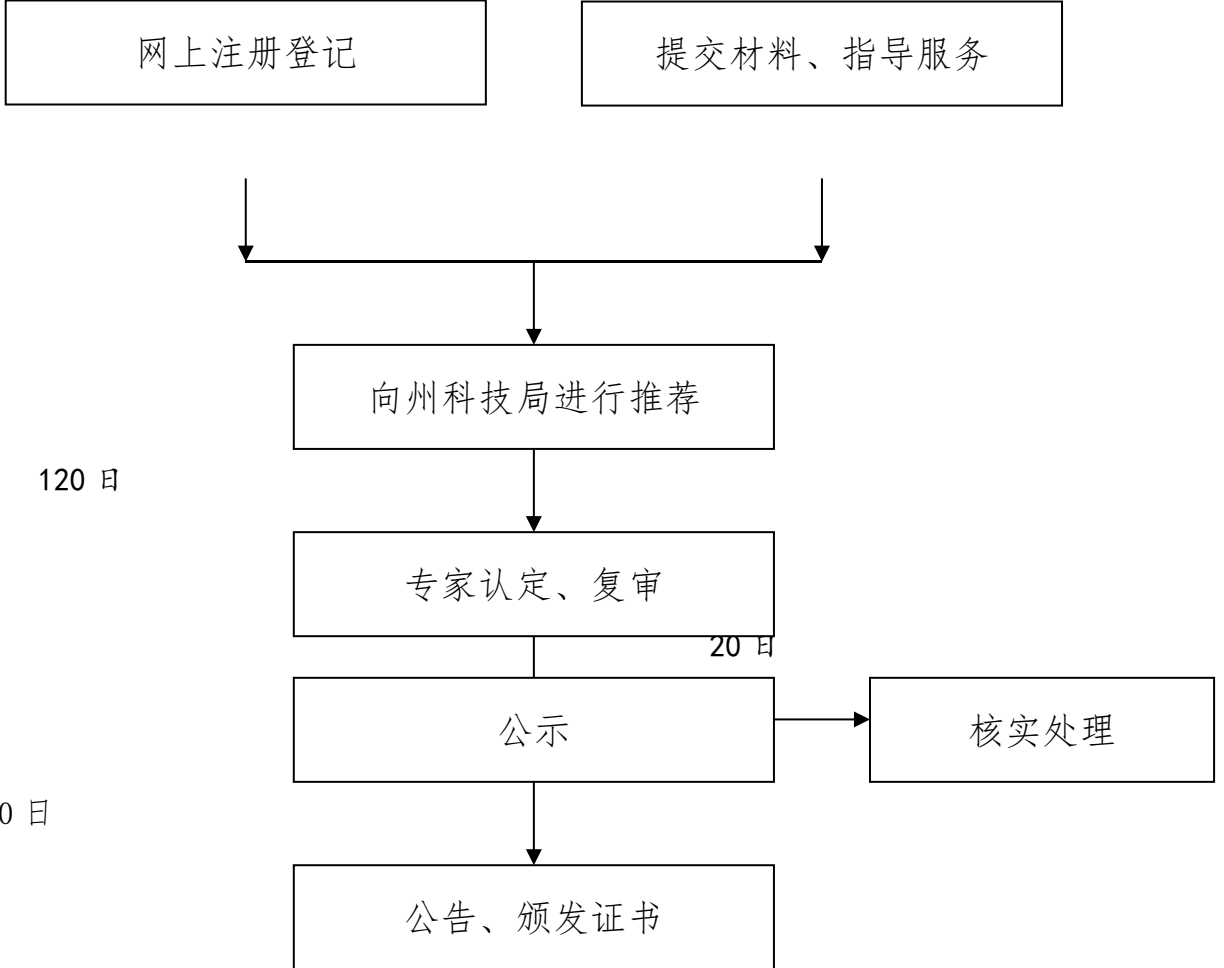 网上注册登记
提交材料、指导服务
向州科技局进行推荐
120 日
专家认定、复审
20 日
公示
核实处理
0 日
公告、颁发证书